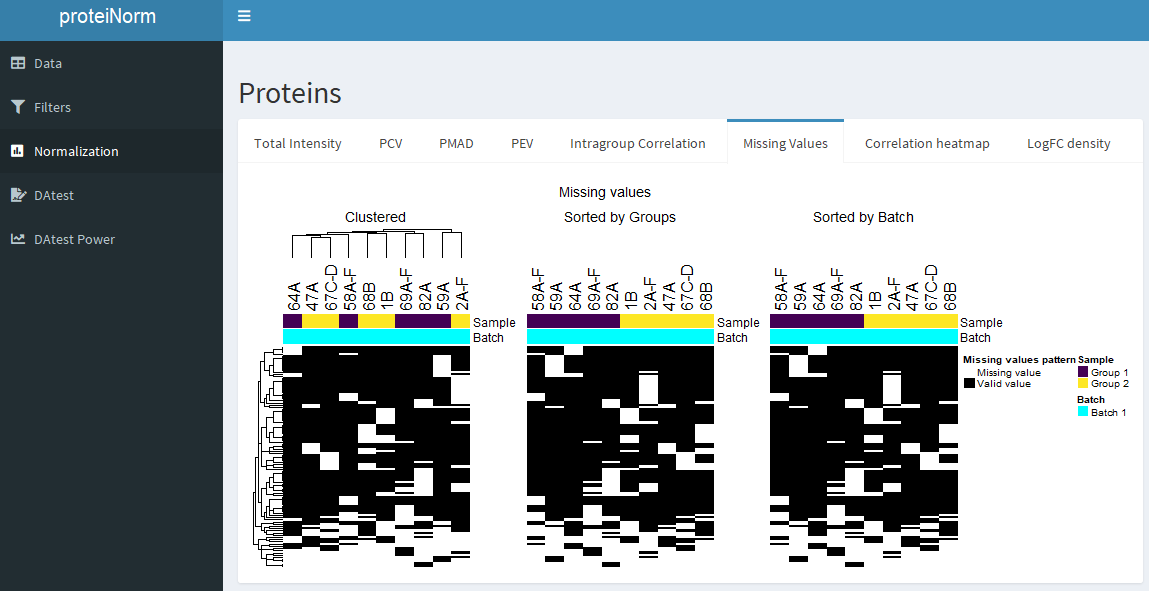 proteiNorm
Data
Filters
Normalization
DAtest
DAtest Power
Proteins
Total Intensity PCV PMAD PEV Intragroup Correlation Missing Values Correlation heatmap LogFC density
Missing values
Clustered Sorted by Groups Sorted by Batch
64A 47A 67C-D 58A-F 68B 1B 69A-F 82A 59A 2A-F
58A-F 59A 64A 69A-F 82A 1B 2A-F 47A 67C-D 68B
58A-F 59A 64A 69A-F 82A 1B 2A-F 47A 67C-D 68B
Sample Sample Sample
Batch Batch Batch
Missing values pattern Sample
Missing value Group 1
Valid value Group 2
Batch
Batch 1